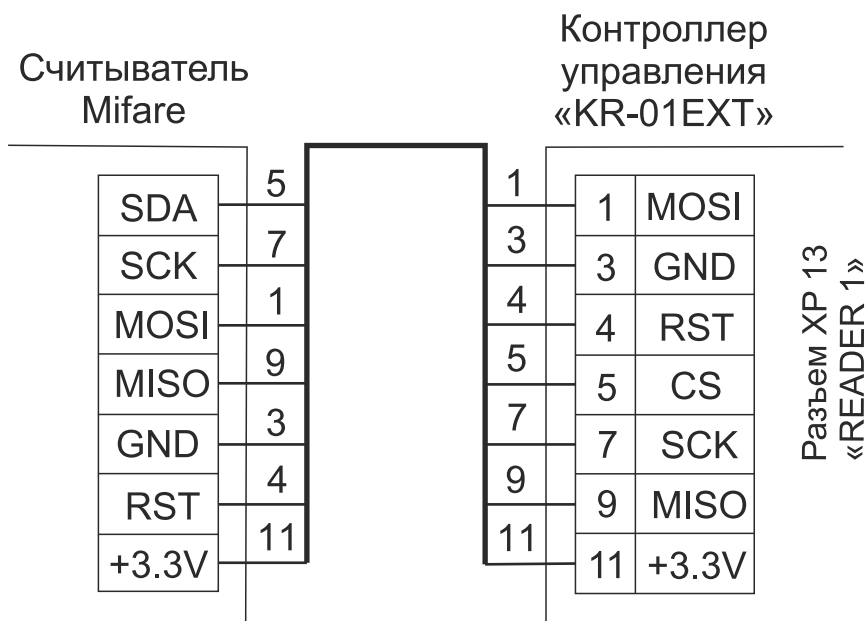 Считыватель
Mifare
Контроллер
управления
«KR-01EXT»
SDA 5
SCK 7
MOSI 1
MISO 9
GND 3
RST 4
+3.3V 11
1 1 MOSI
3 3 GND
4 4 RST
5 5 CS
7 7 SCK
9 9 MISO
11 11 +3.3V
Разъем XP 13
«READER 1»